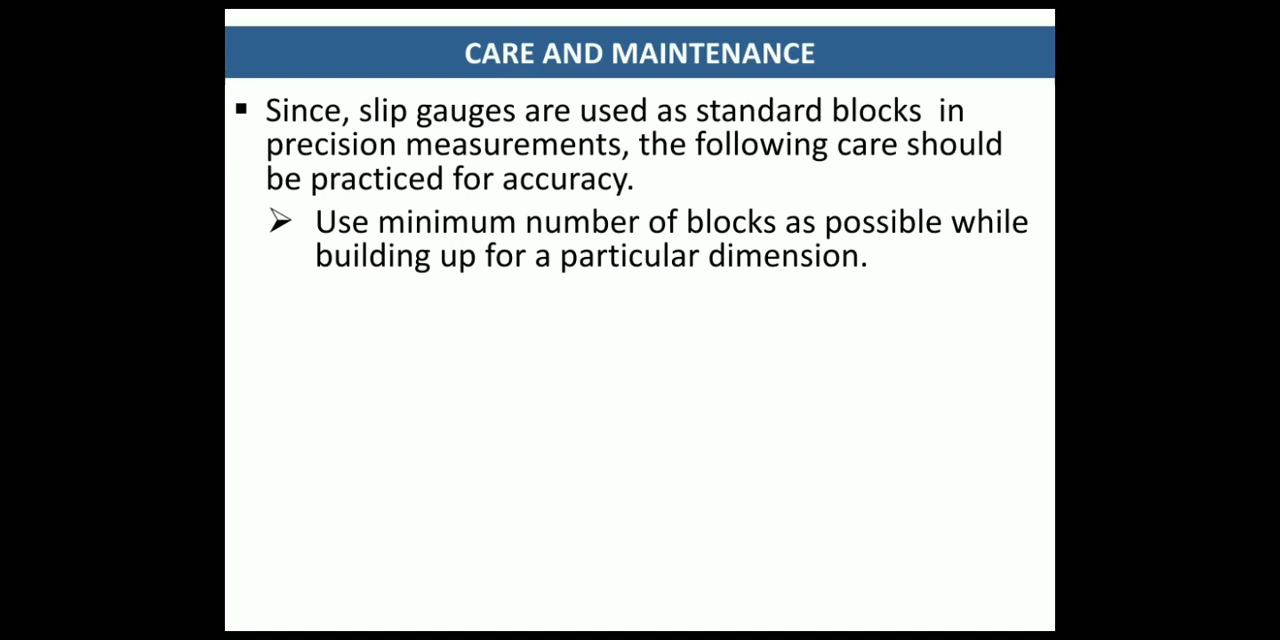 CARE AND MAINTENANCE
▪ Since, slip gauges are used as standard blocks in
precision measurements, the following care should
be practiced for accuracy.
➢ Use minimum number of blocks as possible while
building up for a particular dimension.